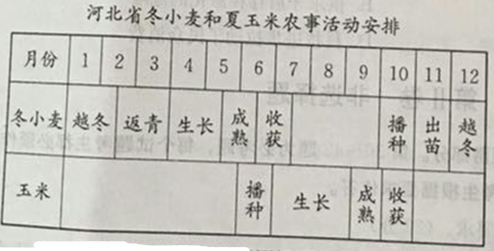 河北省冬小麦和夏玉米农事活动安排
月份 1 2 3 4 5 6 7 8 9 10 11 12
冬小麦 越冬 返青 生长 成熟 收获 播种 出苗 越冬
玉米 播种 生长 成熟 收获